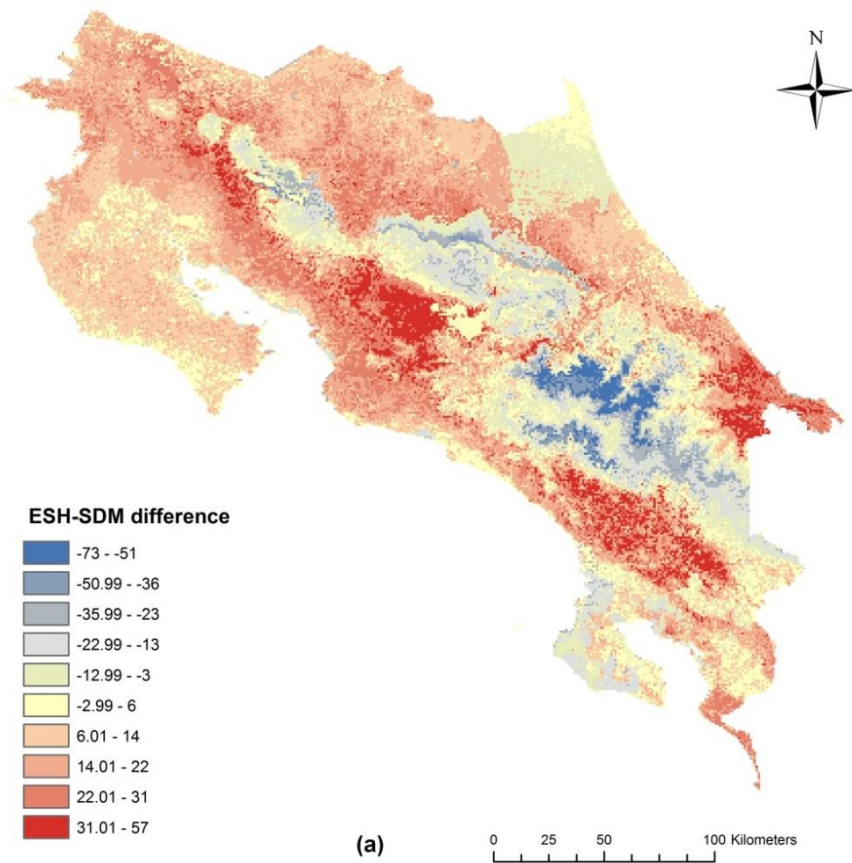 N
ESH-SDM difference
-73 - -51
-50.99 - -36
-35.99 - -23
-22.99 - -13
-12.99 - -3
-2.99 - 6
6.01 - 14
14.01 - 22
22.01 - 31
31.01 - 57
(a)
0 25 50 100 Kilometers